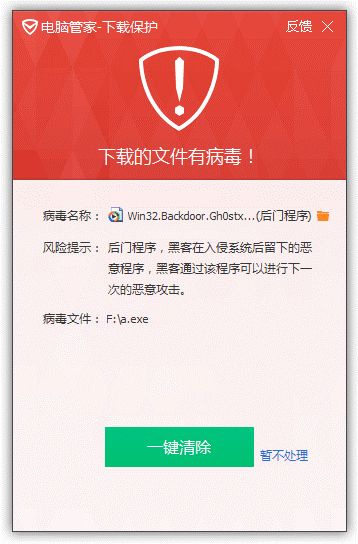 电脑管家-下载保护 反馈
下载的文件有病毒！
病毒名称： Win32.Backdoor.Gh0stx...(后门程序)
风险提示： 后门程序，黑客在入侵系统后留下的恶
意程序，黑客通过该程序可以进行下一
次的恶意攻击。
病毒文件： F:\a.exe
一键清除
暂不处理